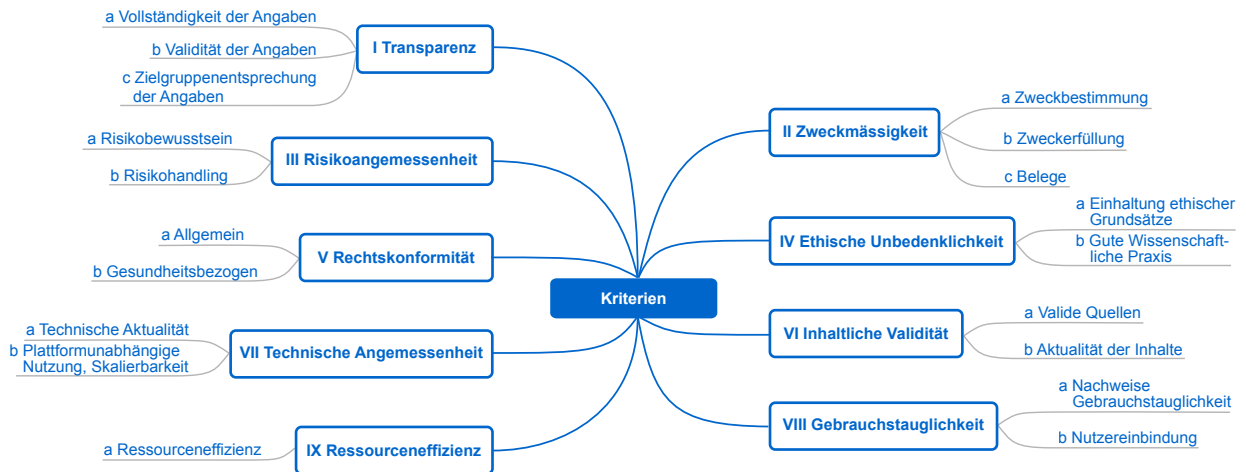 I Transparenz
a Vollständigkeit der Angaben
b Validität der Angaben
c Zielgruppenentsprechung
der Angaben
II Zweckmässigkeit
a Zweckbestimmung
b Zweckerfüllung
c Belege
III Risikoangemessenheit
a Risikobewusstsein
b Risikohandling
IV Ethische Unbedenklichkeit
a Einhaltung ethischer
Grundsätze
b Gute Wissenschaft-
liche Praxis
V Rechtskonformität
a Allgemein
b Gesundheitsbezogen
Kriterien
VI Inhaltliche Validität
a Valide Quellen
b Aktualität der Inhalte
VII Technische Angemessenheit
a Technische Aktualität
b Plattformunabhängige
Nutzung, Skalierbarkeit
VIII Gebrauchstauglichkeit
a Nachweise
Gebrauchstauglichkeit
b Nutzereinbindung
IX Ressourceneffizienz
a Ressourceneffizienz